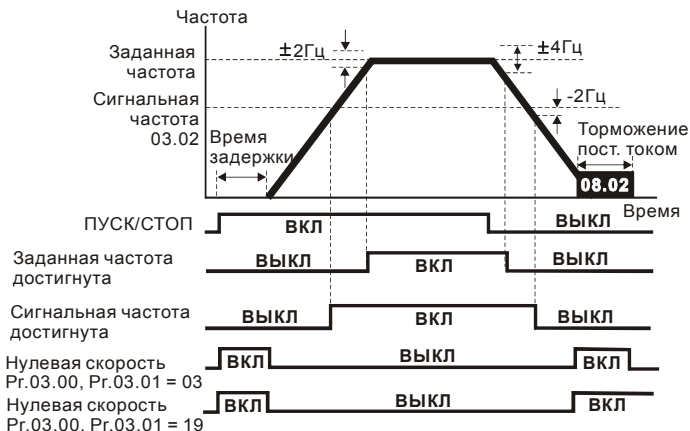 Частота
Заданная
частота
±2Гц
±4Гц
Сигнальная
частота
03.02
-2Гц
Время
задержки
Торможение
пост. током
08.02
Время
ПУСК/СТОП
ВКЛ
ВЫКЛ
Заданная частота
достигнута
ВЫКЛ
ВКЛ
ВЫКЛ
Сигнальная частота
достигнута
ВЫКЛ
ВКЛ
ВЫКЛ
Нулевая скорость
Pr.03.00, Pr.03.01 = 03
ВКЛ
ВЫКЛ
ВКЛ
Нулевая скорость
Pr.03.00, Pr.03.01 = 19
ВКЛ
ВЫКЛ
ВКЛ